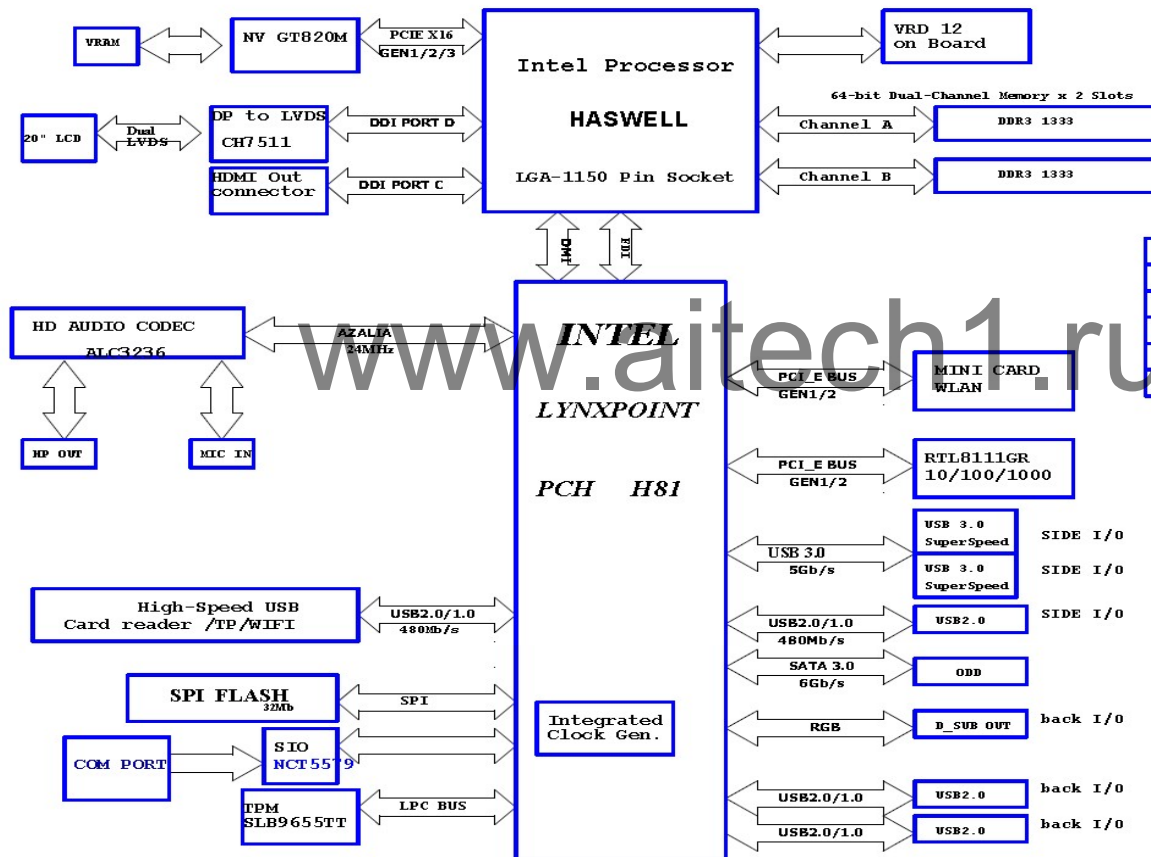 VRAM
NV GT820M
PCIE X16
GEN1/2/3
Intel Processor
HASWELL
LGA-1150 Pin Socket
VRD 12
on Board
64-bit Dual-Channel Memory x 2 Slots
Channel A
DDR3 1333
Channel B
DDR3 1333
20" LCD
Dual
LVDS
DP to LVDS
CH7511
DDI PORT D
HDMI Out
connector
DDI PORT C
DMI
FDI
HD AUDIO CODEC
ALC3236
AZALIA
24MHz
HP OUT
MIC IN
www.aitech1.ru
INTEL
LYNXPOINT
PCH H81
PCI_E BUS
GEN1/2
MINI CARD
WLAN
PCI_E BUS
GEN1/2
RTL8111GR
10/100/1000
USB 3.0
5Gb/s
USB 3.0
SuperSpeed
SIDE I/O
USB 3.0
SuperSpeed
SIDE I/O
High-Speed USB
Card reader /TP/WIFI
USB2.0/1.0
480Mb/s
USB2.0/1.0
480Mb/s
USB2.0
SIDE I/O
SATA 3.0
6Gb/s
ODD
SPI FLASH
32Mb
SPI
Integrated
Clock Gen.
RGB
D_SUB OUT
back I/O
COM PORT
SIO
NCT5579
TPM
SLB9655TT
LPC BUS
USB2.0/1.0
USB2.0
back I/O
USB2.0/1.0
USB2.0
back I/O